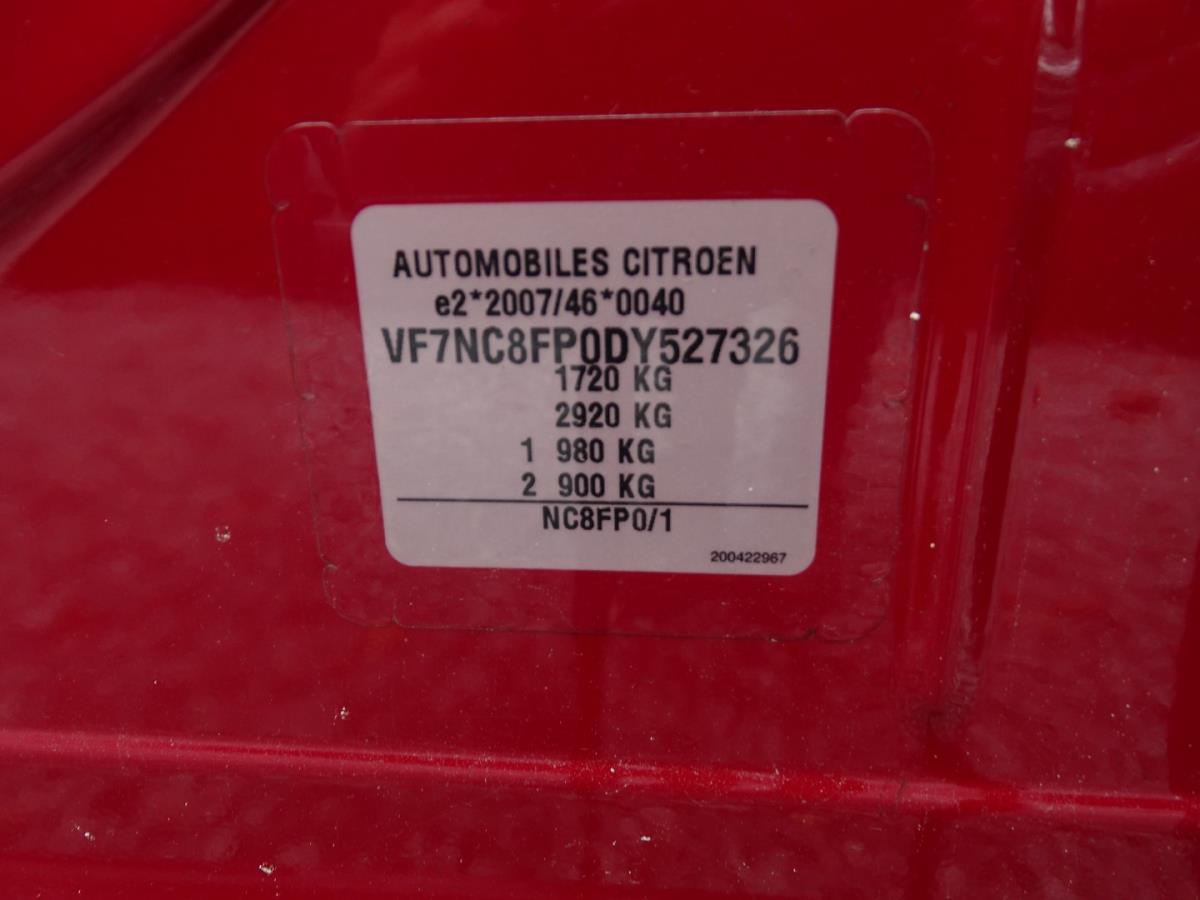 AUTOMOBILES CITROEN
e2*2007/46*0040
VF7NC8FP0DY527326
1720 KG
2920 KG
1 980 KG
2 900 KG
NC8FP0/1
200422967